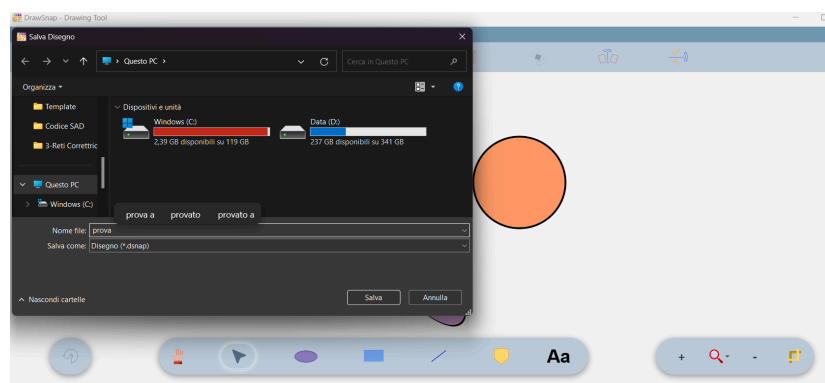 DrawSnap - Drawing Tool
Salva Disegno
Questo PC
Cerca in Questo PC
Organizza
Template
Codice SAD
3-Reti Correttric
Questo PC
Windows (C:)
Dispositivi e unità
Windows (C:)
2,39 GB disponibili su 119 GB
Data (D:)
237 GB disponibili su 341 GB
prova a provato provato a
Nome file: prova
Salva come: Disegno (*.dsnap)
Nascondi cartelle
Salva Annulla
Aa
+ -